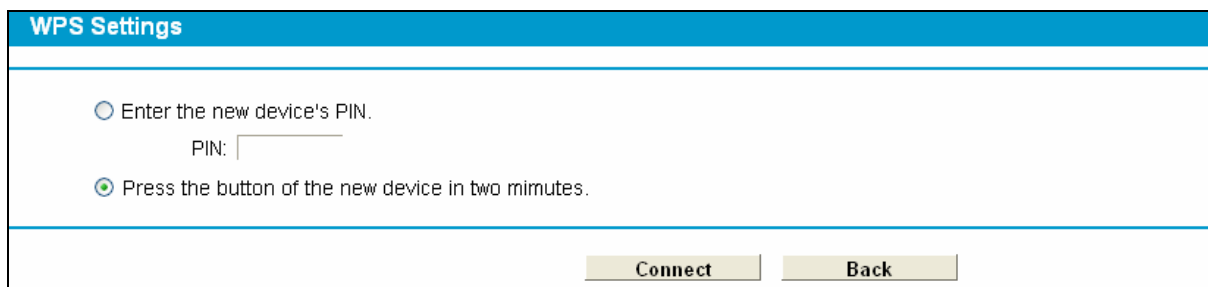 WPS Settings
Enter the new device's PIN.
PIN:
Press the button of the new device in two mimutes.
Connect Back